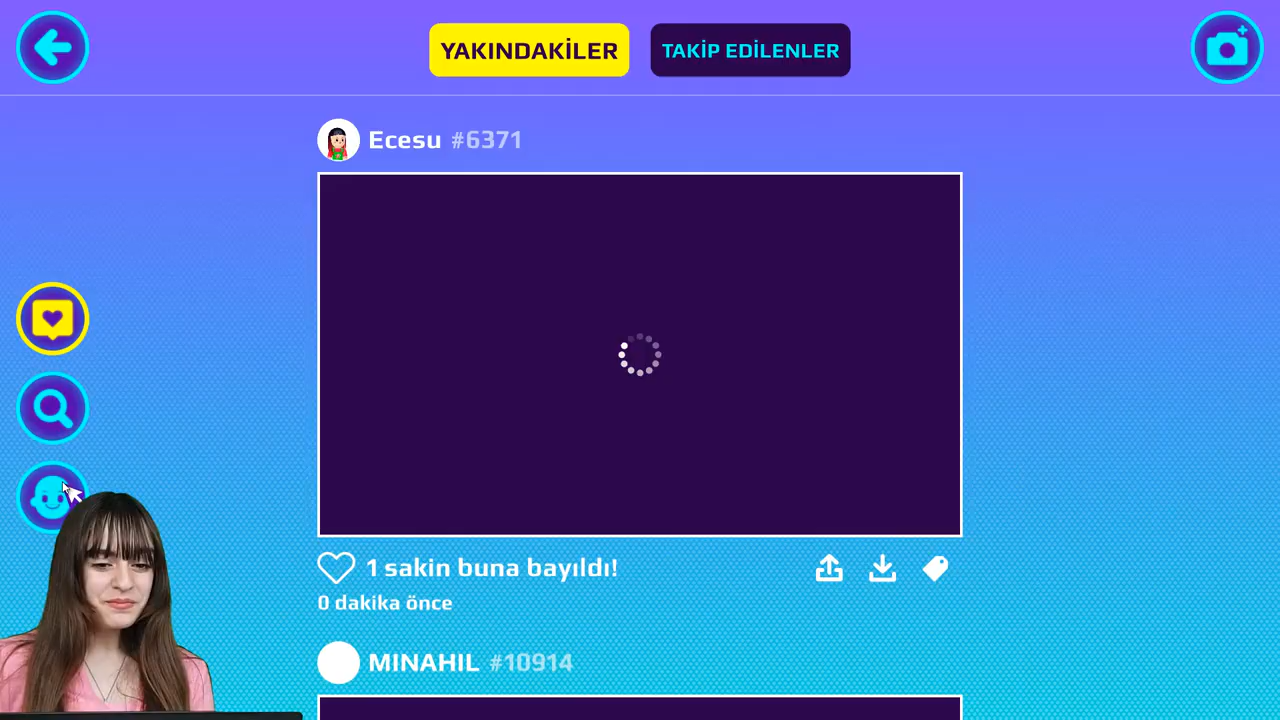 YAKINDAKİLER
TAKİP EDİLENLER
Ecesu #6371
1 sakin buna bayıldı!
0 dakika önce
MINAHIL #10914